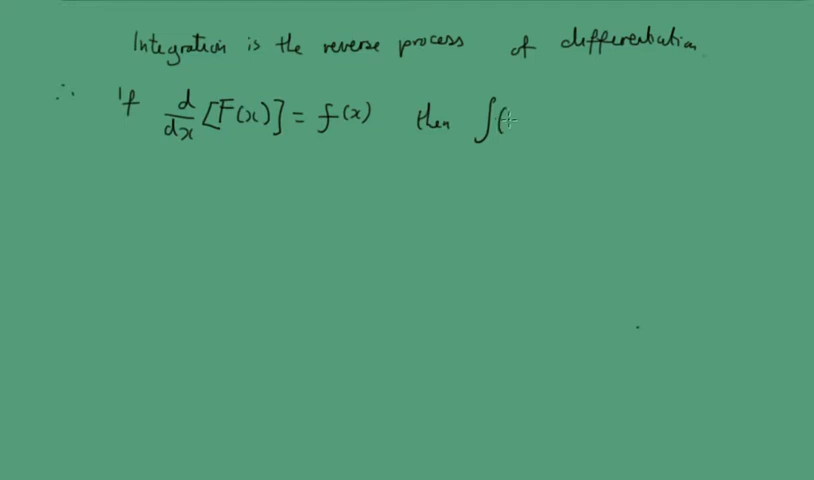 Integration is the reverse process of differentiation
∴ If d/dx [F(x)] = f(x) then ∫(